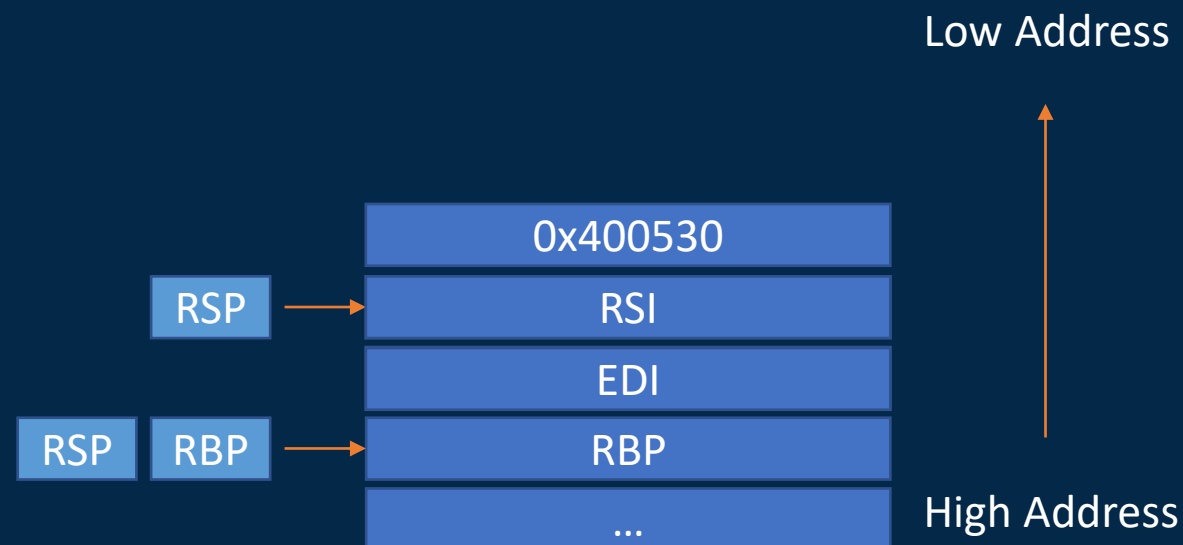 Low Address
0x400530
RSP RSI
EDI
RSP RBP RBP
... High Address